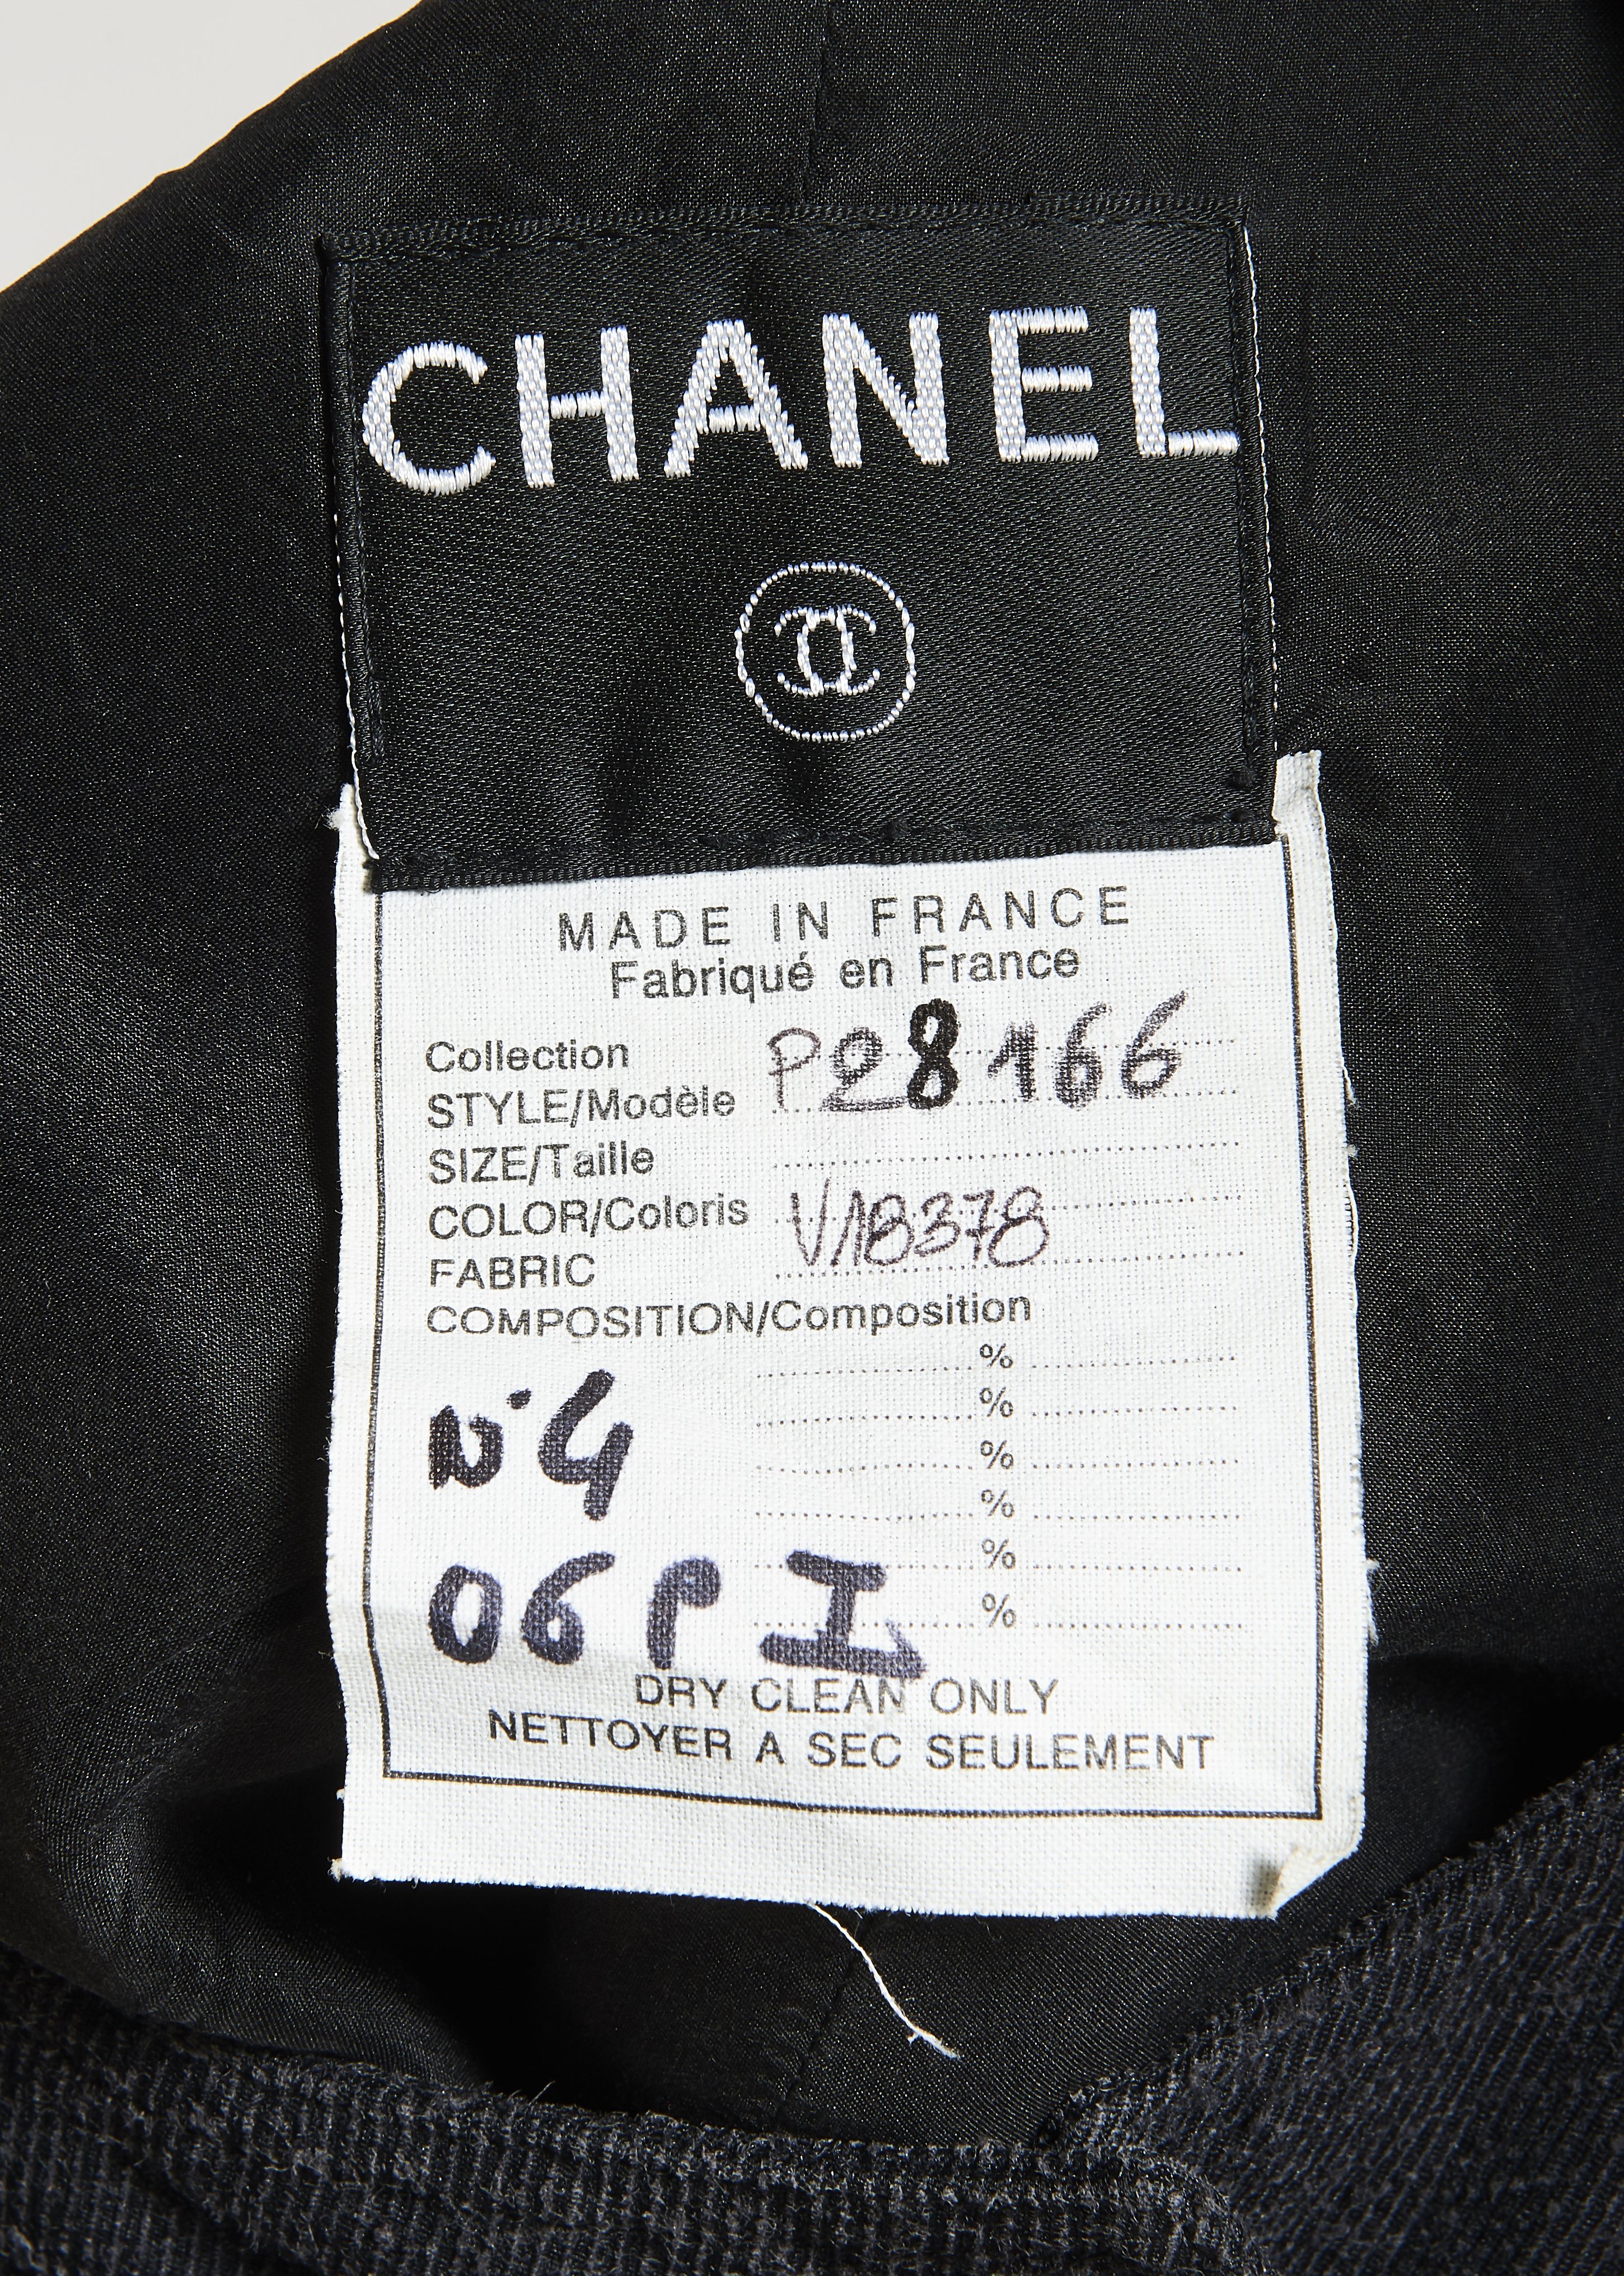 CHANEL
MADE IN FRANCE
Fabriqué en France
Collection
STYLE/Modèle P28166
SIZE/Taille
COLOR/Coloris V18378
FABRIC
COMPOSITION/Composition
%
%
N°4 %
%
%
06 P I %
DRY CLEAN ONLY
NETTOYER A SEC SEULEMENT